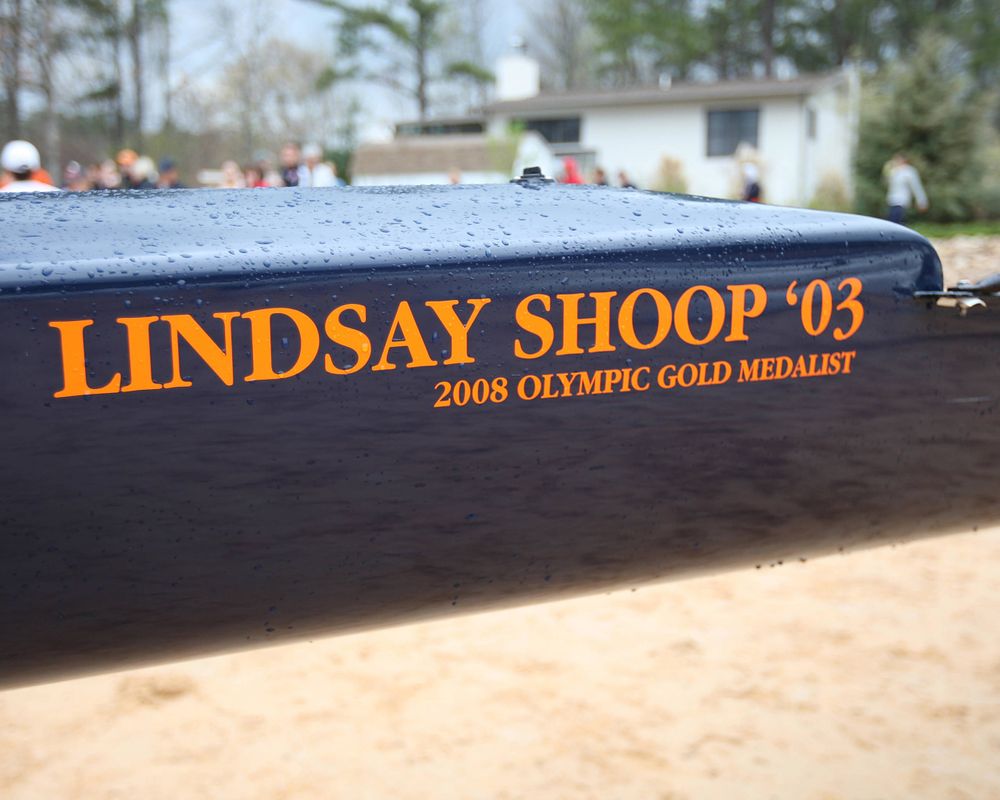 LINDSAY SHOOP ‘03
2008 OLYMPIC GOLD MEDALIST